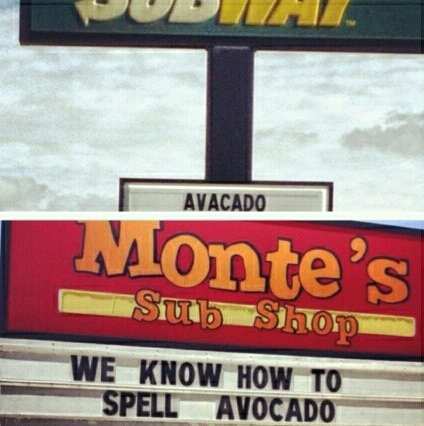 SUBWAY
AVACADO
Monte's
Sub Shop
WE KNOW HOW TO
SPELL AVOCADO